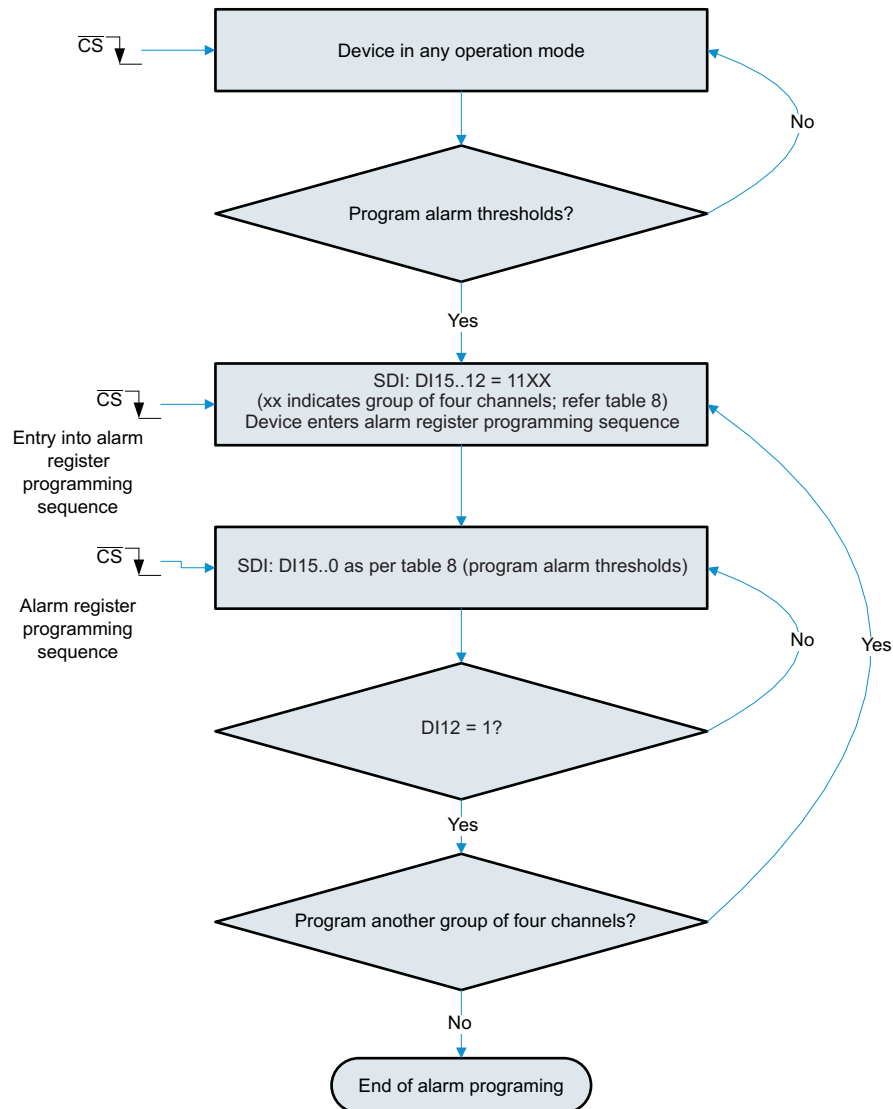 CS
Device in any operation mode
No
Program alarm thresholds?
Yes
CS
SDI: DI15..12 = 11XX
(xx indicates group of four channels; refer table 8)
Device enters alarm register programming sequence
Entry into alarm
register
programming
sequence
CS
SDI: DI15..0 as per table 8 (program alarm thresholds)
Alarm register
programming
sequence
No
Yes
DI12 = 1?
Yes
Program another group of four channels?
No
End of alarm programing